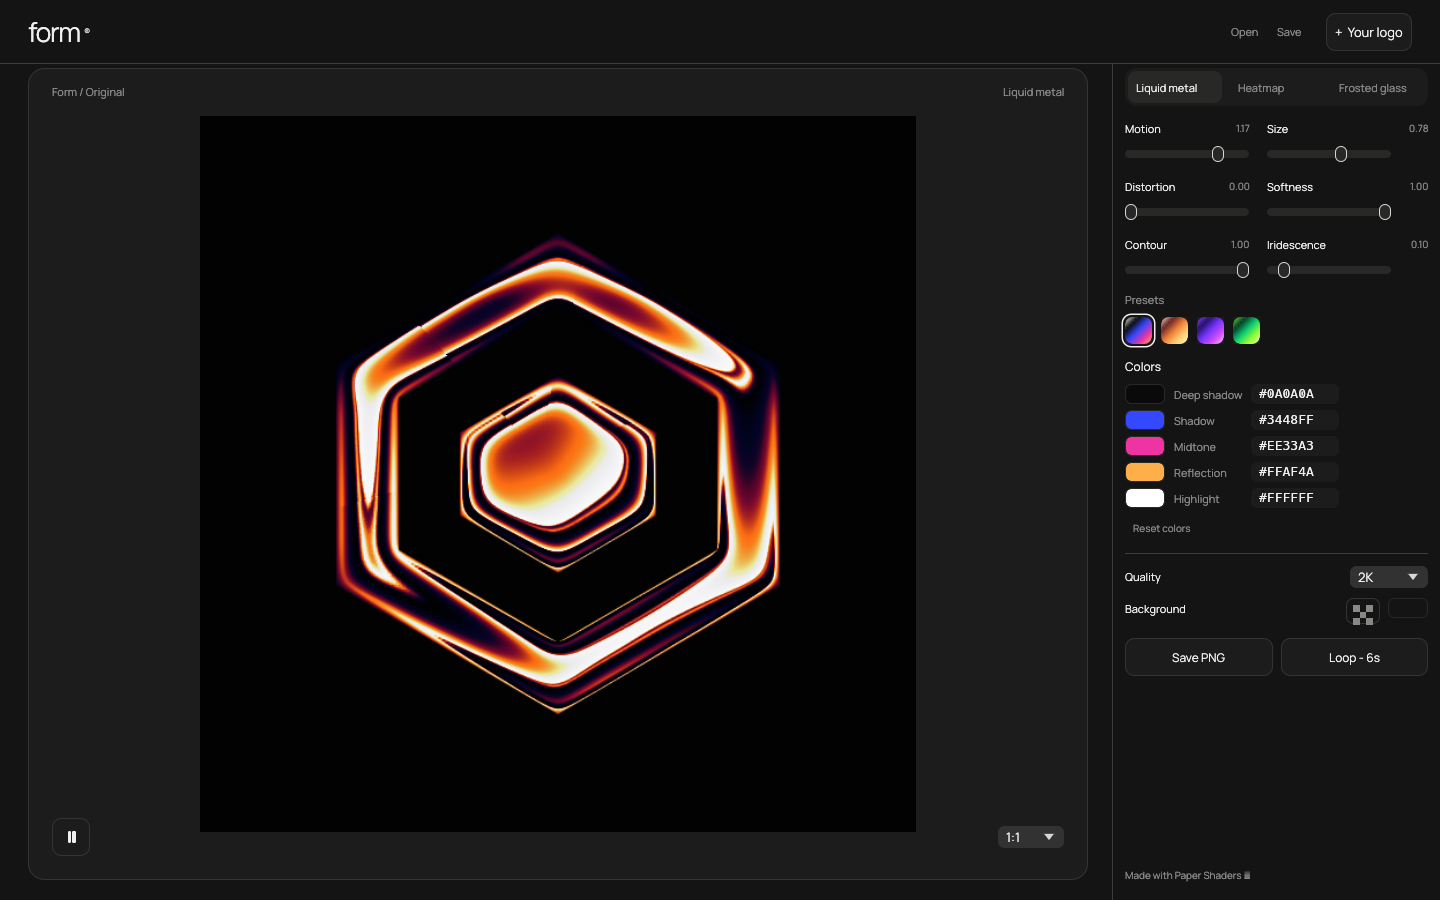 form®
Open
Save
+ Your logo
Form / Original
Liquid metal
Liquid metal
Heatmap
Frosted glass
Motion 1.17
Size 0.78
Distortion 0.00
Softness 1.00
Contour 1.00
Iridescence 0.10
Presets
Colors
Deep shadow #0A0A0A
Shadow #3448FF
Midtone #EE33A3
Reflection #FFAF4A
Highlight #FFFFFF
Reset colors
Quality 2K
Background
Save PNG
Loop - 6s
1:1
Made with Paper Shaders